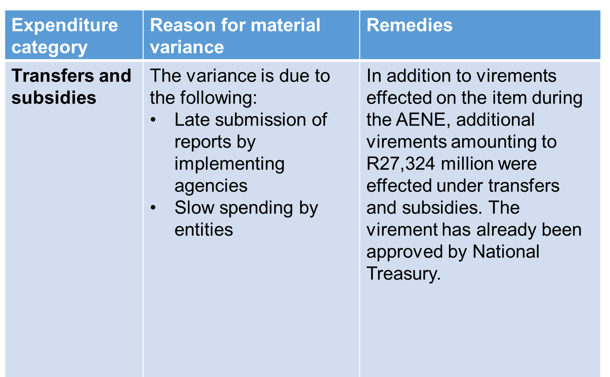 Expenditure category
Reason for material variance
Remedies
Transfers and subsidies
The variance is due to
the following:
• Late submission of
reports by
implementing
agencies
• Slow spending by
entities
In addition to virements
effected on the item during
the AENE, additional
virements amounting to
R27,324 million were
effected under transfers
and subsidies. The
virement has already been
approved by National
Treasury.